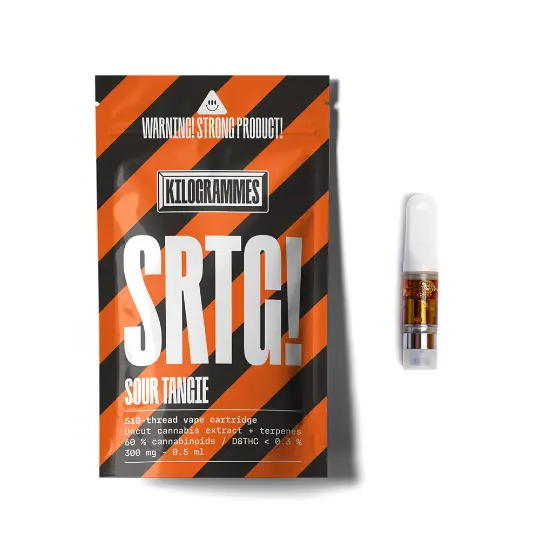 WARNING! STRONG PRODUCT!
KILOGRAMMES
SRTG!
SOUR TANGIE
510-thread vape cartridge
Uncut cannabis extract + terpenes
60 % cannabinoids / D8THC < 0.3 %
300 mg – 0.5 ml